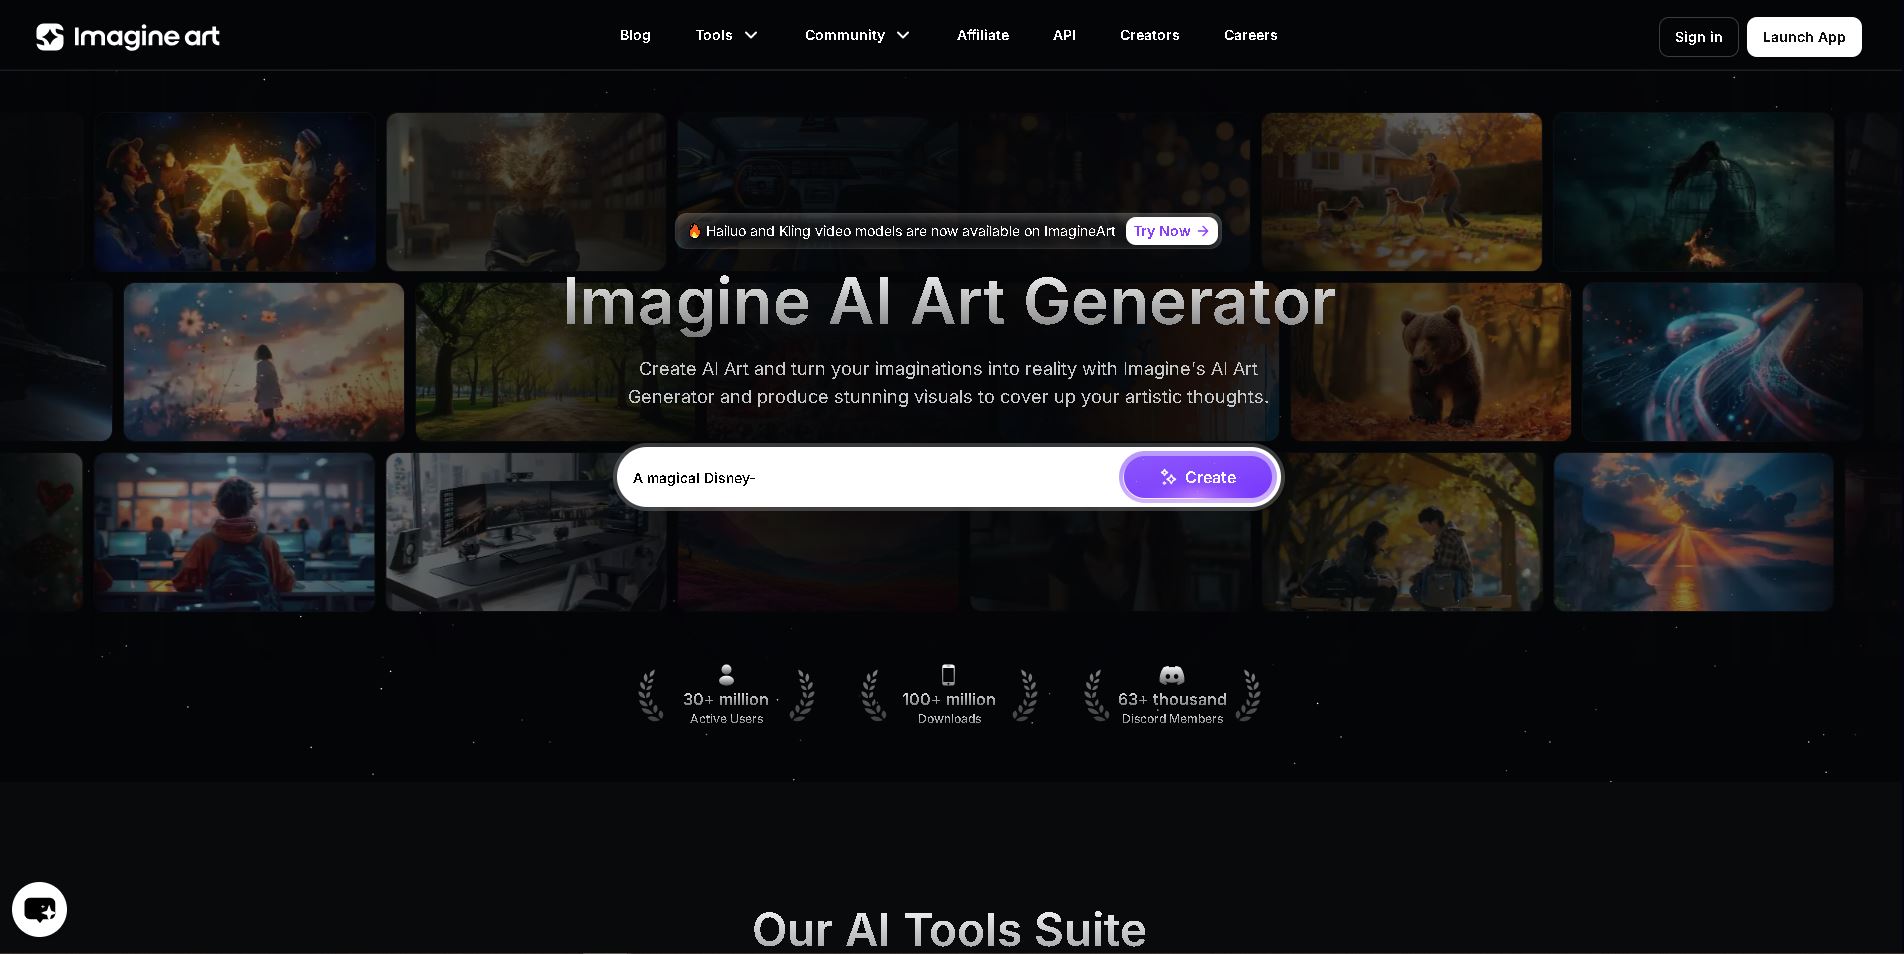 Imagine art
Blog
Tools
Community
Affiliate
API
Creators
Careers
Sign in
Launch App
🔥 Hailuo and Kling video models are now available on ImagineArt
Try Now →
Imagine AI Art Generator
Create AI Art and turn your imaginations into reality with Imagine's AI Art
Generator and produce stunning visuals to cover up your artistic thoughts.
A magical Disney-
Create
30+ million
Active Users
100+ million
Downloads
63+ thousand
Discord Members
Our AI Tools Suite